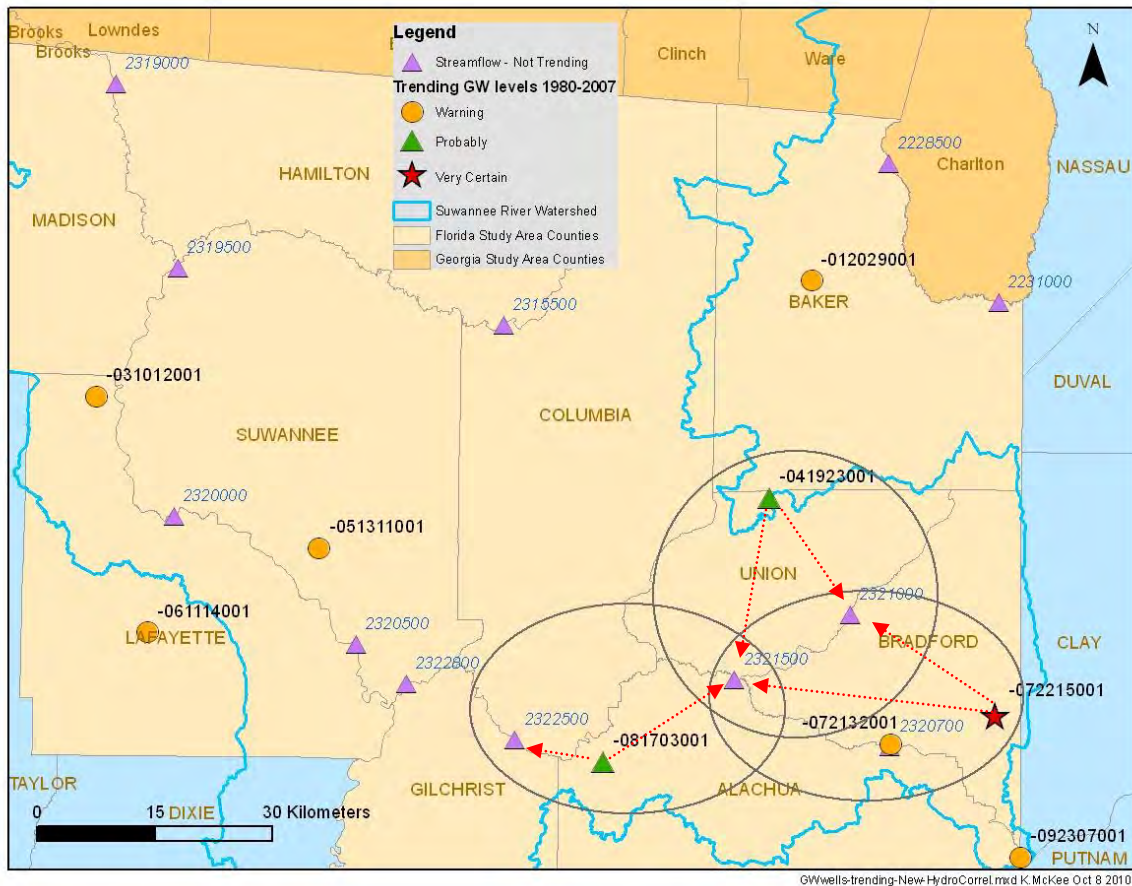 Brooks
Lowndes
Brooks
Clinch
Ware
N
Legend
Streamflow - Not Trending
Trending GW levels 1980-2007
Warning
Probably
Very Certain
Suwannee River Watershed
Florida Study Area Counties
Georgia Study Area Counties
2319000
2228500
Charlton
NASSAU
HAMILTON
MADISON
2319500
-012029001
BAKER
2231000
2315500
-031012001
DUVAL
COLUMBIA
SUWANNEE
-041923001
2320000
-051311001
UNION
2321000
-061114001
LAFAYETTE
2320500
BRADFORD
CLAY
2321500
2322800
-072215001
-072132001
2320700
2322500
-081703001
TAYLOR
GILCHRIST
ALACHUA
0 15 30 Kilometers
DIXIE
-092307001
PUTNAM
GWwells-trending-New-HydroCorrel.mxd K.McKee Oct 8 2010